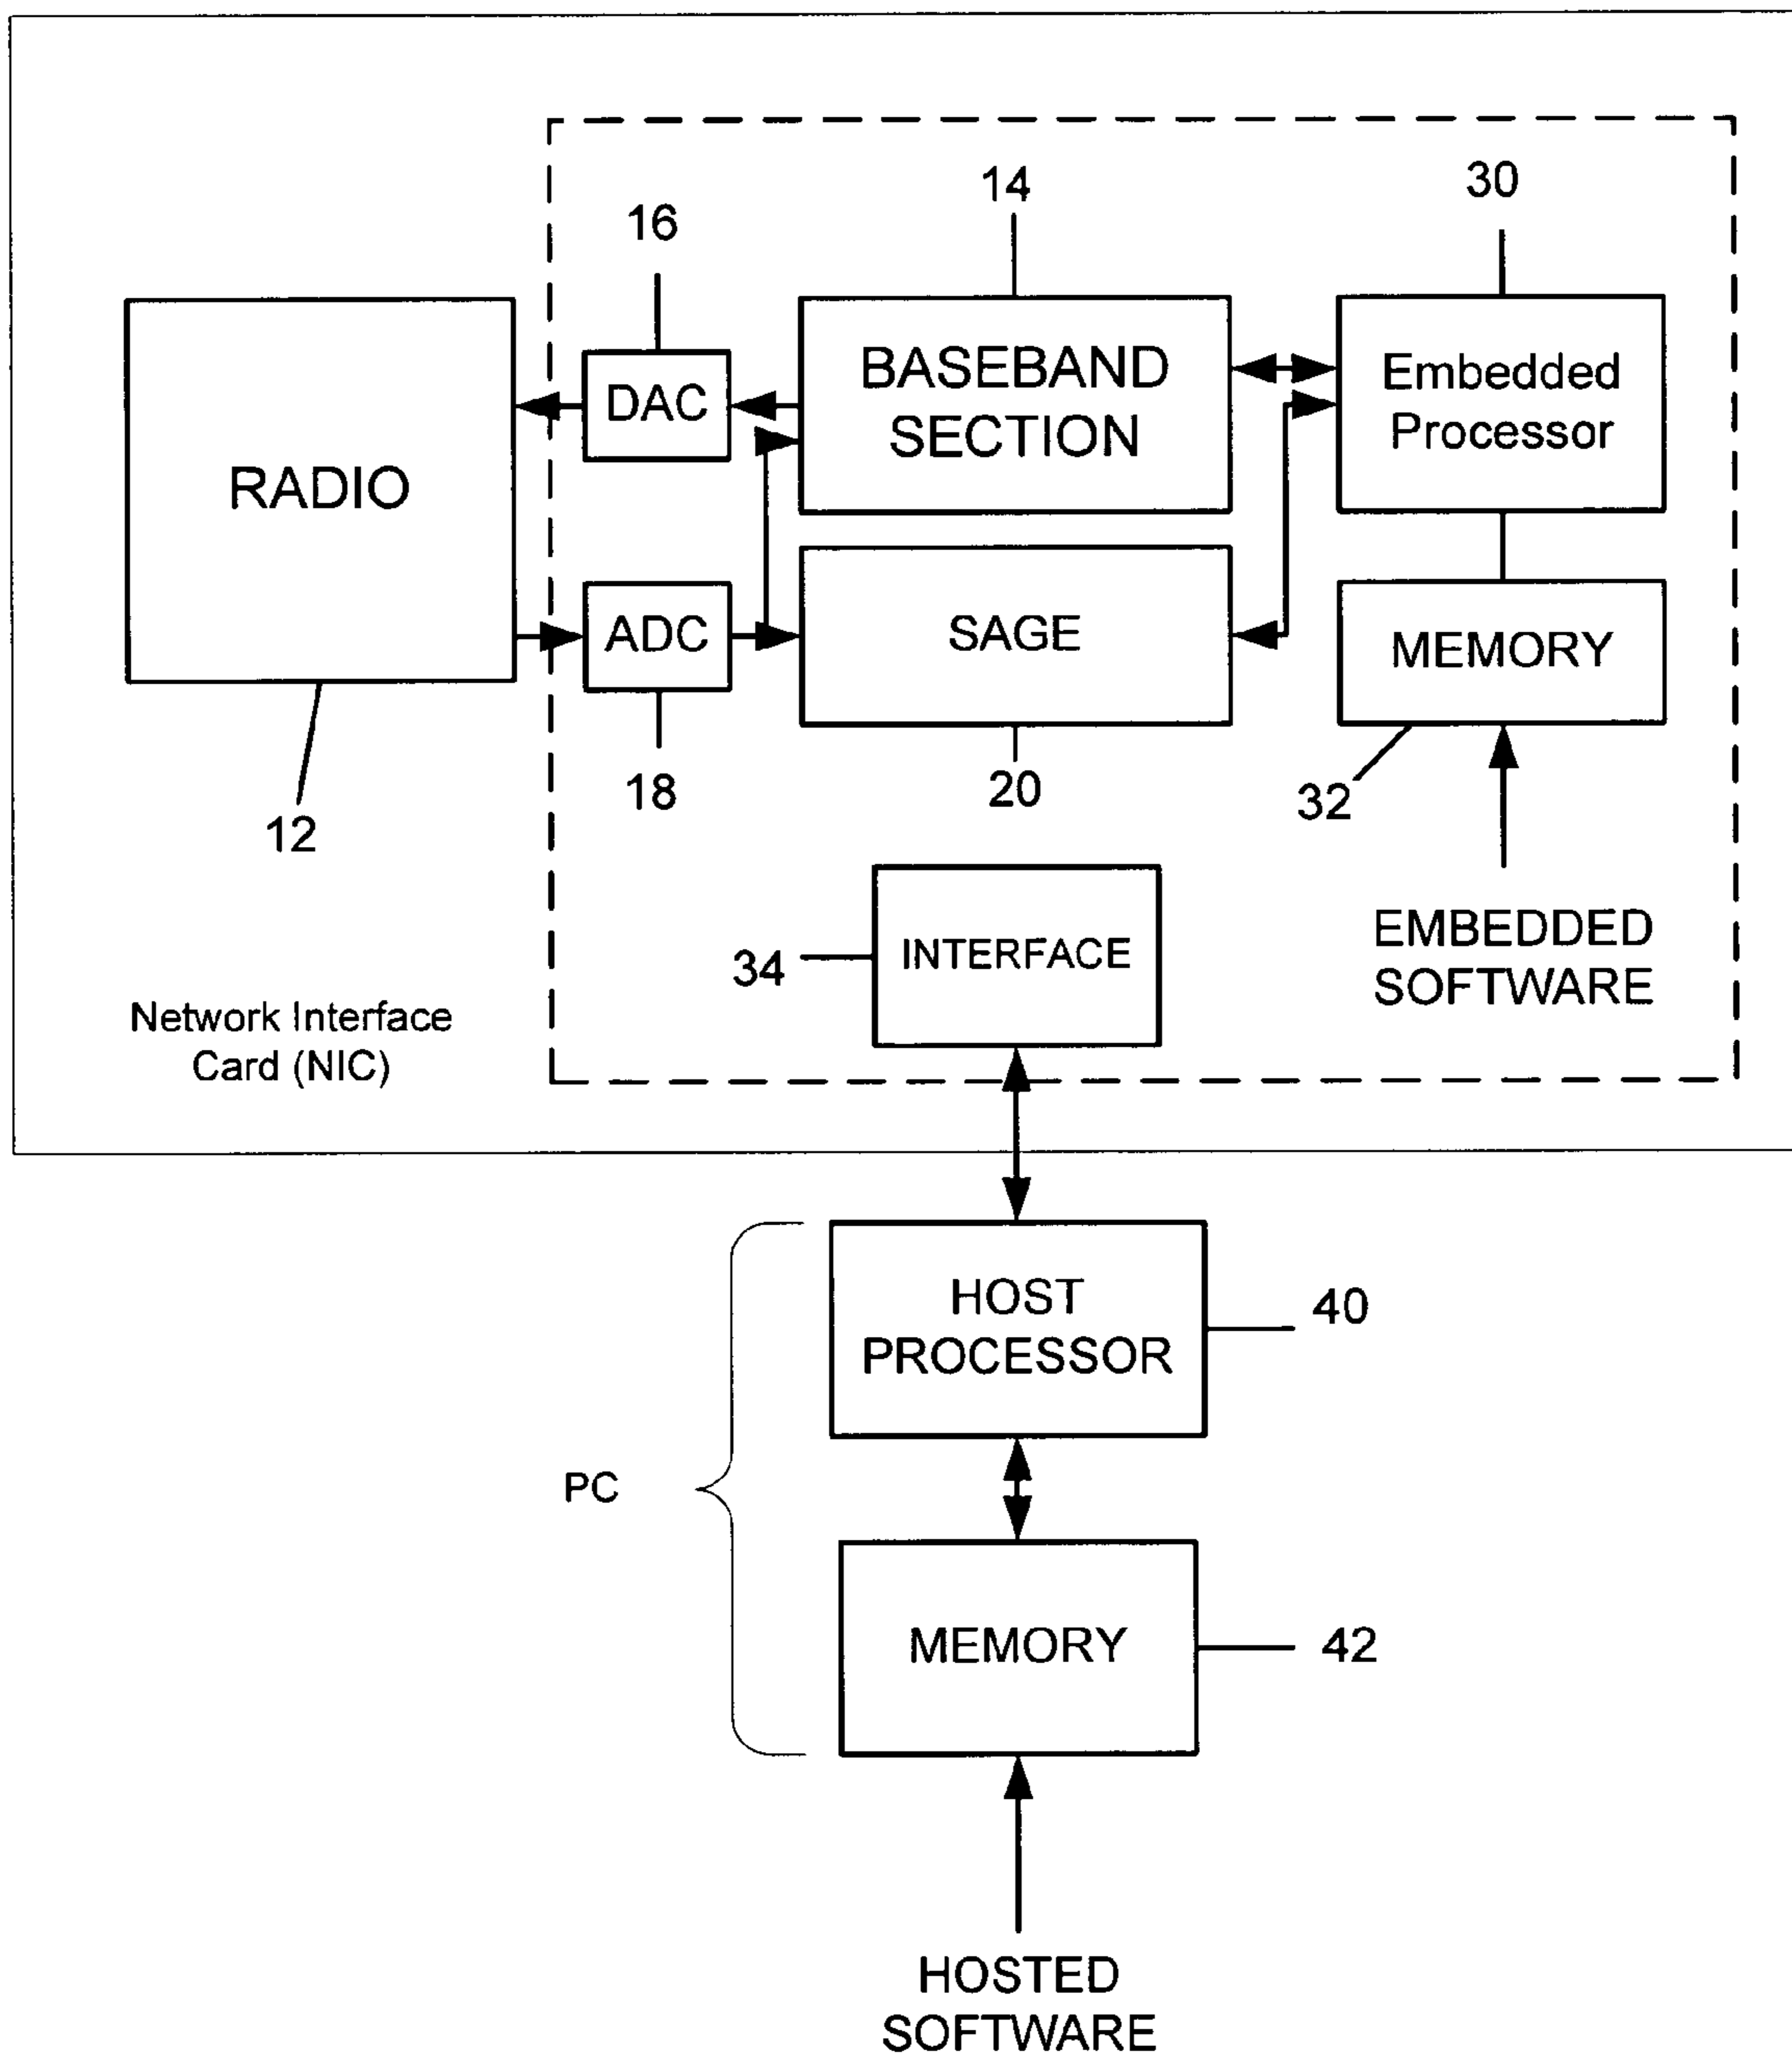 14
30
16
BASEBAND
SECTION
Embedded
Processor
DAC
RADIO
ADC
SAGE
MEMORY
18
20
32
12
INTERFACE
34
EMBEDDED
SOFTWARE
Network Interface
Card (NIC)
HOST
PROCESSOR
40
PC
MEMORY
42
HOSTED
SOFTWARE